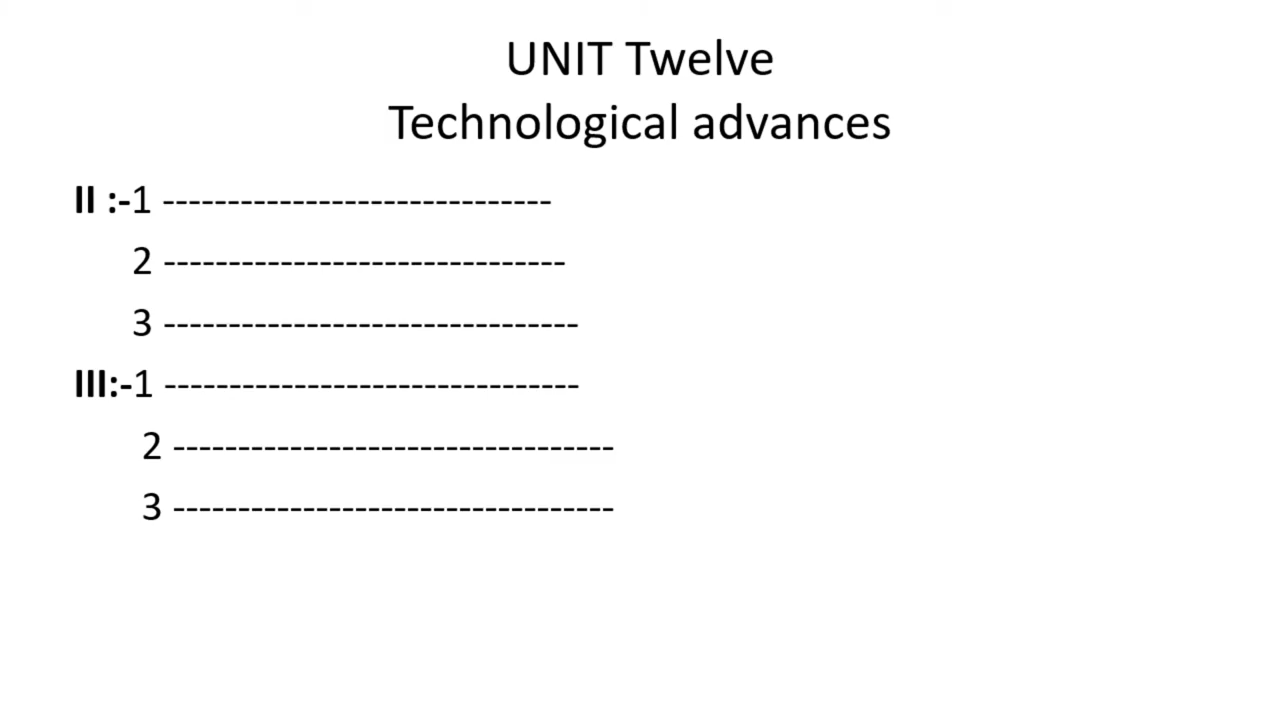 UNIT Twelve
Technological advances
II :-1 ------------------------------
2 -------------------------------
3 --------------------------------
III:-1 --------------------------------
2 ----------------------------------
3 ----------------------------------